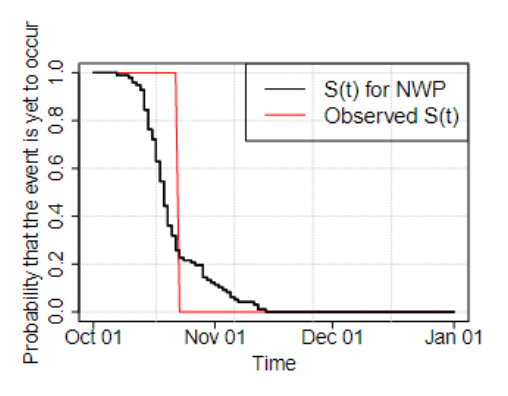 Probability that the event is yet to occur
1.0
0.8
0.6
0.4
0.2
0.0
S(t) for NWP
Observed S(t)
Oct 01 Nov 01 Dec 01 Jan 01
Time